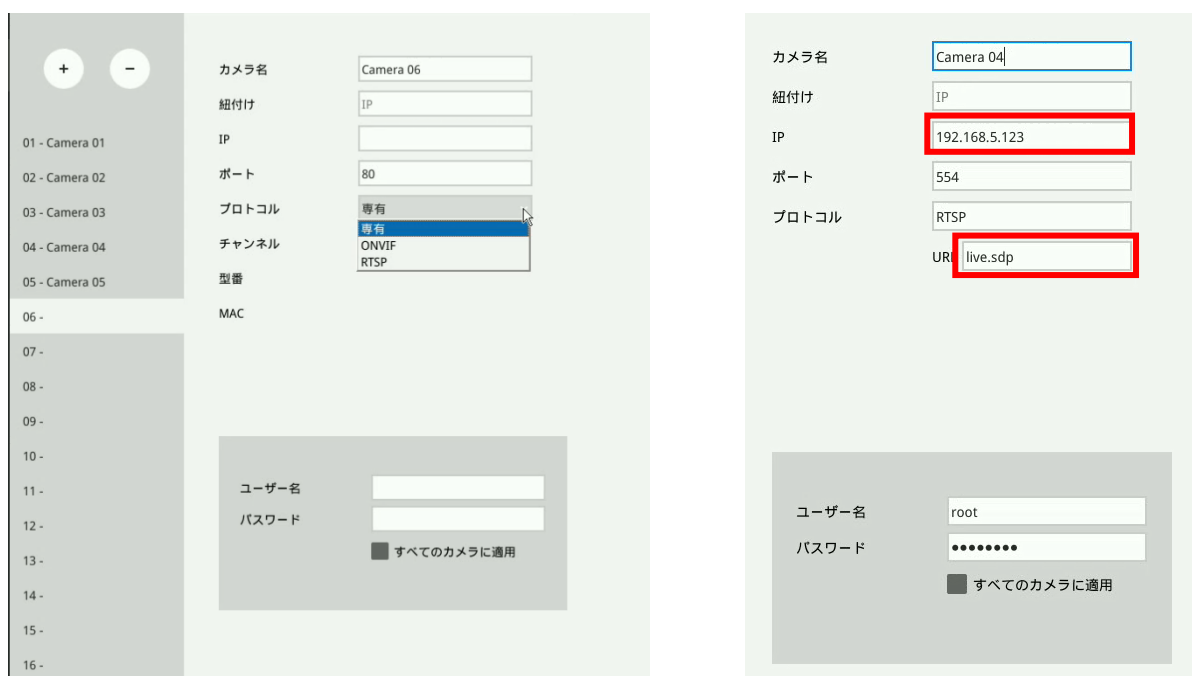 + −
01 - Camera 01
02 - Camera 02
03 - Camera 03
04 - Camera 04
05 - Camera 05
06 -
07 -
08 -
09 -
10 -
11 -
12 -
13 -
14 -
15 -
16 -
カメラ名 Camera 06
紐付け IP
IP
ポート 80
プロトコル 専有
専有
ONVIF
RTSP
チャンネル
型番
MAC
ユーザー名
パスワード
すべてのカメラに適用
カメラ名 Camera 04
紐付け IP
IP 192.168.5.123
ポート 554
プロトコル RTSP
URL live.sdp
ユーザー名 root
パスワード ●●●●●●●●
すべてのカメラに適用